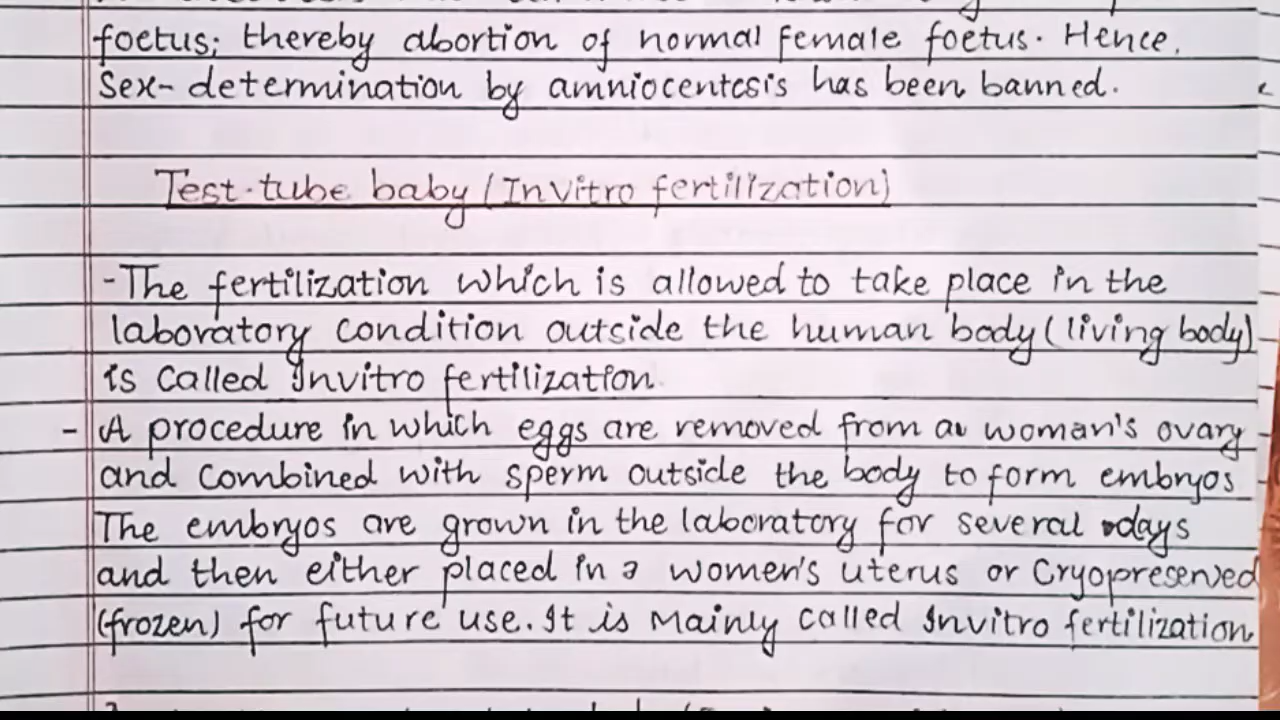 foetus; thereby abortion of normal female foetus. Hence,
Sex-determination by amniocentesis has been banned.
Test-tube baby (Invitro fertilization)
-The fertilization which is allowed to take place in the
laboratory condition outside the human body (living body)
is called Invitro fertilization.
- A procedure in which eggs are removed from a woman's ovary
and combined with sperm outside the body to form embryos
The embryos are grown in the laboratory for several days
and then either placed in a women's uterus or Cryopreserved
(frozen) for future use. It is Mainly called Invitro fertilization